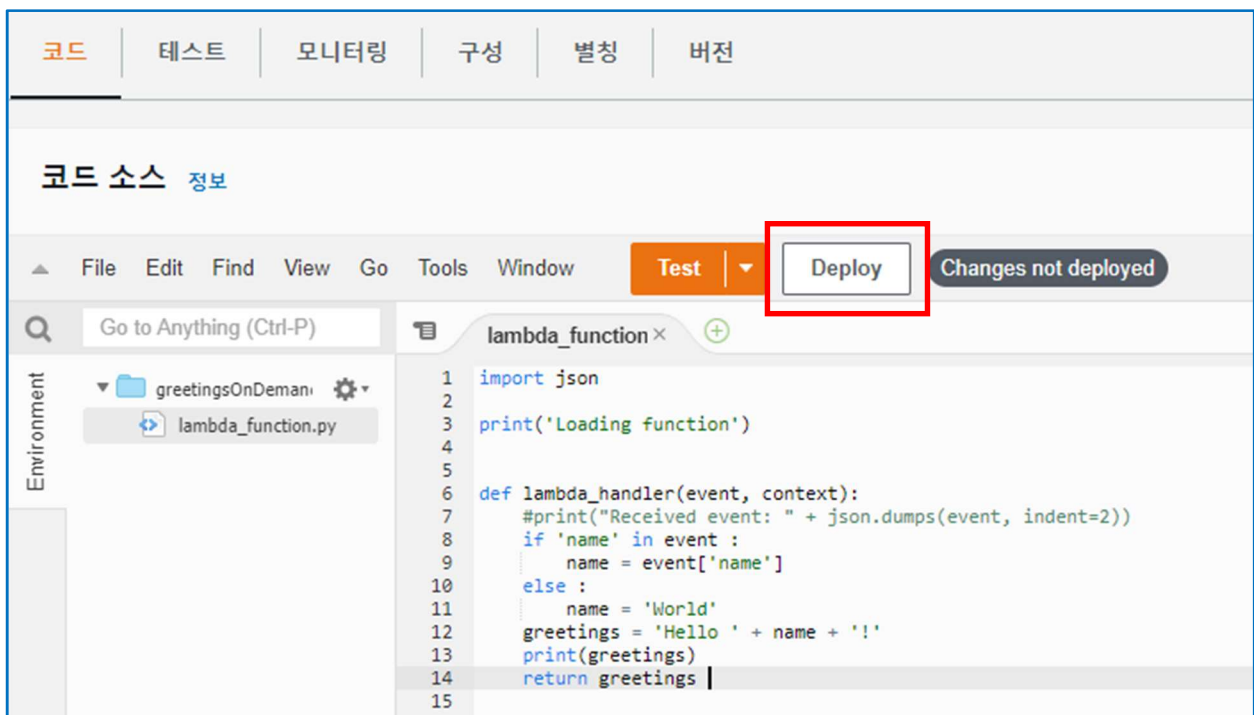 코드 테스트 모니터링 구성 별칭 버전
코드 소스 정보
File Edit Find View Go Tools Window Test Deploy Changes not deployed
Go to Anything (Ctrl-P)
lambda_function ×
Environment
greetingsOnDeman
lambda_function.py
1 import json
2
3 print('Loading function')
4
5
6 def lambda_handler(event, context):
7     #print("Received event: " + json.dumps(event, indent=2))
8     if 'name' in event :
9         name = event['name']
10     else :
11         name = 'World'
12     greetings = 'Hello ' + name + '!'
13     print(greetings)
14     return greetings
15